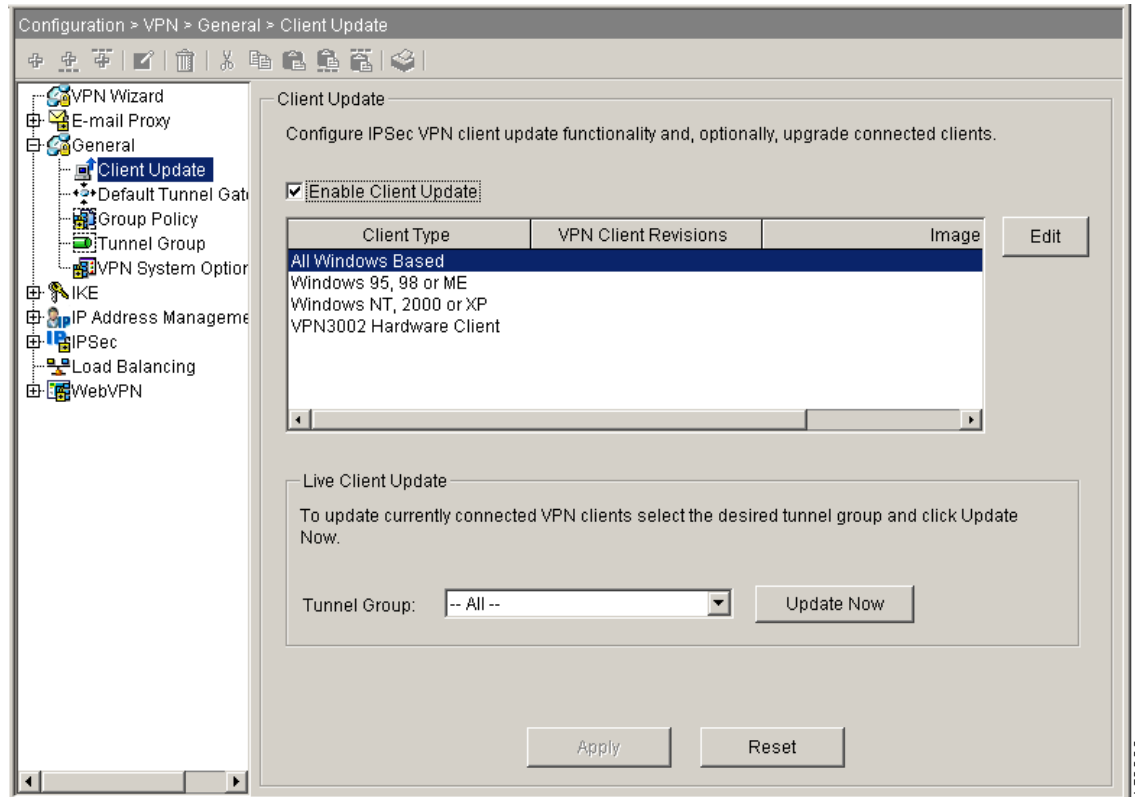 Configuration > VPN > General > Client Update
VPN Wizard
E-mail Proxy
General
Client Update
Default Tunnel Gat
Group Policy
Tunnel Group
VPN System Option
IKE
IP Address Manageme
IPSec
Load Balancing
WebVPN
Client Update
Configure IPSec VPN client update functionality and, optionally, upgrade connected clients.
Enable Client Update
Client Type VPN Client Revisions Image
Edit
All Windows Based
Windows 95, 98 or ME
Windows NT, 2000 or XP
VPN3002 Hardware Client
Live Client Update
To update currently connected VPN clients select the desired tunnel group and click Update
Now.
Tunnel Group: -- All -- Update Now
Apply Reset